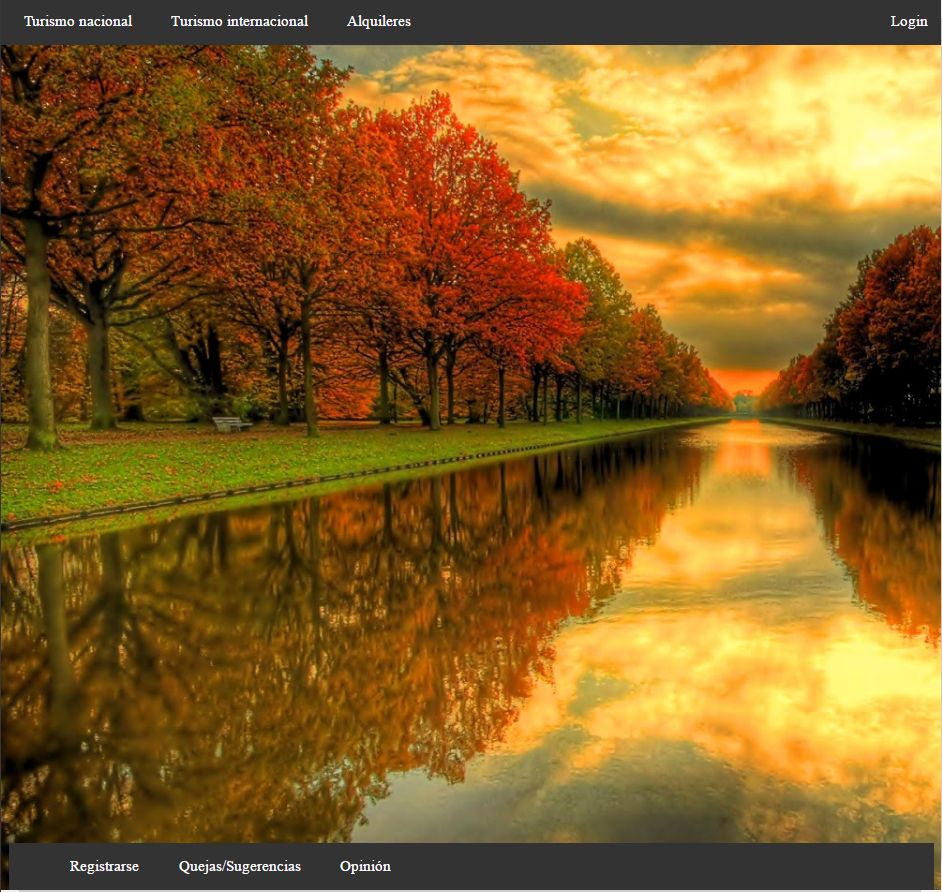 Turismo nacional Turismo internacional Alquileres Login
Registrarse Quejas/Sugerencias Opinión